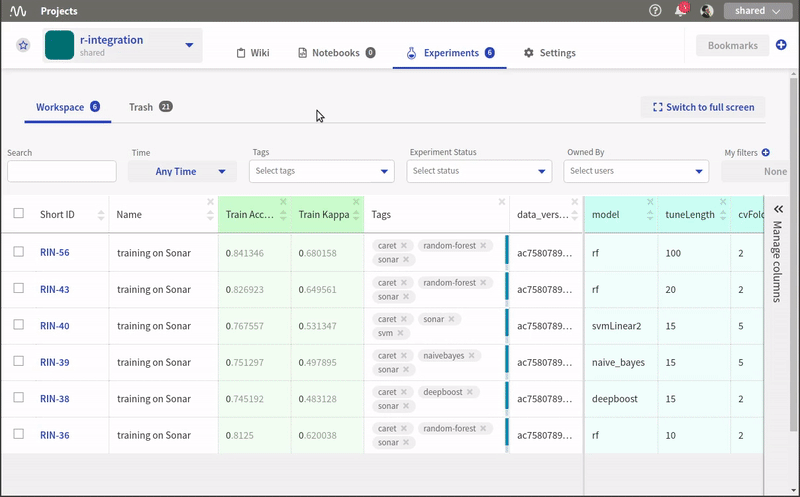 Projects
5
shared
r-integration
shared
Wiki
Notebooks 0
Experiments 6
Settings
Bookmarks
Workspace 6
Trash 21
Switch to full screen
Search
Time
Any Time
Tags
Select tags
Experiment Status
Select status
Owned By
Select users
My filters
None
Short ID Name Train Acc... Train Kappa Tags data_vers... model tuneLength cvFol
RIN-56 training on Sonar 0.841346 0.680158 caret random-forest sonar ac7580789... rf 100 2
RIN-43 training on Sonar 0.826923 0.649561 caret random-forest sonar ac7580789... rf 20 2
RIN-40 training on Sonar 0.767557 0.531347 caret sonar svm ac7580789... svmLinear2 15 5
RIN-39 training on Sonar 0.751297 0.497895 caret naivebayes sonar ac7580789... naive_bayes 15 5
RIN-38 training on Sonar 0.745192 0.483128 caret deepboost sonar ac7580789... deepboost 15 2
RIN-36 training on Sonar 0.8125 0.620038 caret random-forest sonar ac7580789... rf 10 2
Manage columns